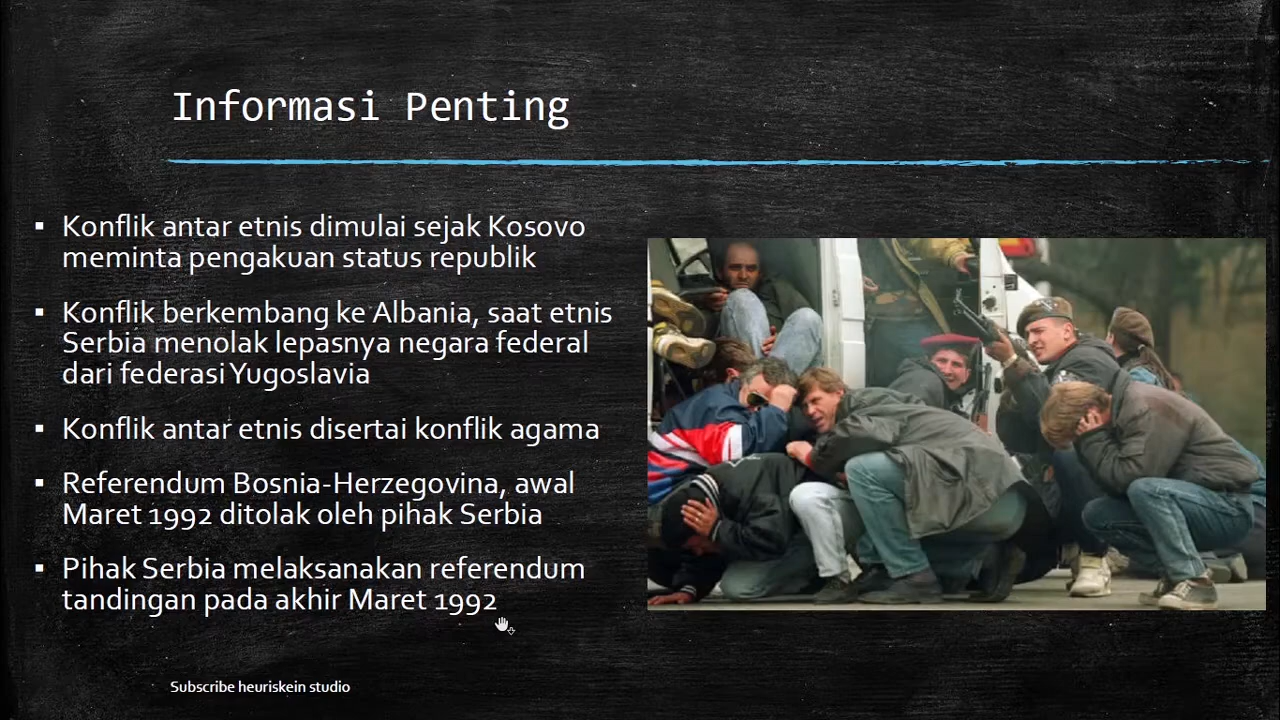 Informasi Penting
▪ Konflik antar etnis dimulai sejak Kosovo
meminta pengakuan status republik
▪ Konflik berkembang ke Albania, saat etnis
Serbia menolak lepasnya negara federal
dari federasi Yugoslavia
▪ Konflik antar etnis disertai konflik agama
▪ Referendum Bosnia-Herzegovina, awal
Maret 1992 ditolak oleh pihak Serbia
▪ Pihak Serbia melaksanakan referendum
tandingan pada akhir Maret 1992
Subscribe heuriskein studio